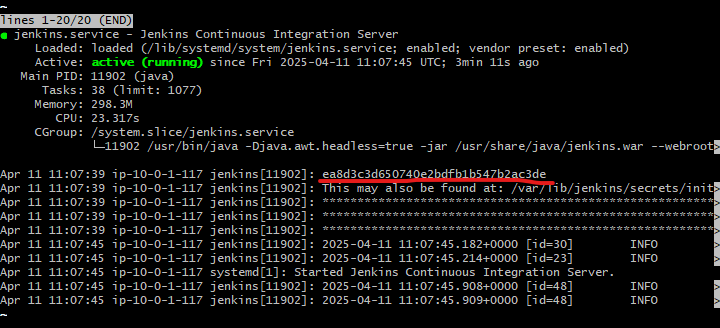 ~
lines 1-20/20 (END)
● jenkins.service - Jenkins Continuous Integration Server
Loaded: loaded (/lib/systemd/system/jenkins.service; enabled; vendor preset: enabled)
Active: active (running) since Fri 2025-04-11 11:07:45 UTC; 3min 11s ago
Main PID: 11902 (java)
Tasks: 38 (limit: 1077)
Memory: 298.3M
CPU: 23.317s
CGroup: /system.slice/jenkins.service
└─11902 /usr/bin/java -Djava.awt.headless=true -jar /usr/share/java/jenkins.war --webroot>
Apr 11 11:07:39 ip-10-0-1-117 jenkins[11902]: ea8d3c3d650740e2bdfb1b547b2ac3de
Apr 11 11:07:39 ip-10-0-1-117 jenkins[11902]: This may also be found at: /var/lib/jenkins/secrets/init>
Apr 11 11:07:39 ip-10-0-1-117 jenkins[11902]: *******************************************************>
Apr 11 11:07:39 ip-10-0-1-117 jenkins[11902]: *******************************************************>
Apr 11 11:07:39 ip-10-0-1-117 jenkins[11902]: *******************************************************>
Apr 11 11:07:45 ip-10-0-1-117 jenkins[11902]: 2025-04-11 11:07:45.182+0000 [id=30] INFO >
Apr 11 11:07:45 ip-10-0-1-117 jenkins[11902]: 2025-04-11 11:07:45.214+0000 [id=23] INFO >
Apr 11 11:07:45 ip-10-0-1-117 systemd[1]: Started Jenkins Continuous Integration Server.
Apr 11 11:07:45 ip-10-0-1-117 jenkins[11902]: 2025-04-11 11:07:45.908+0000 [id=48] INFO >
Apr 11 11:07:45 ip-10-0-1-117 jenkins[11902]: 2025-04-11 11:07:45.909+0000 [id=48] INFO >
~